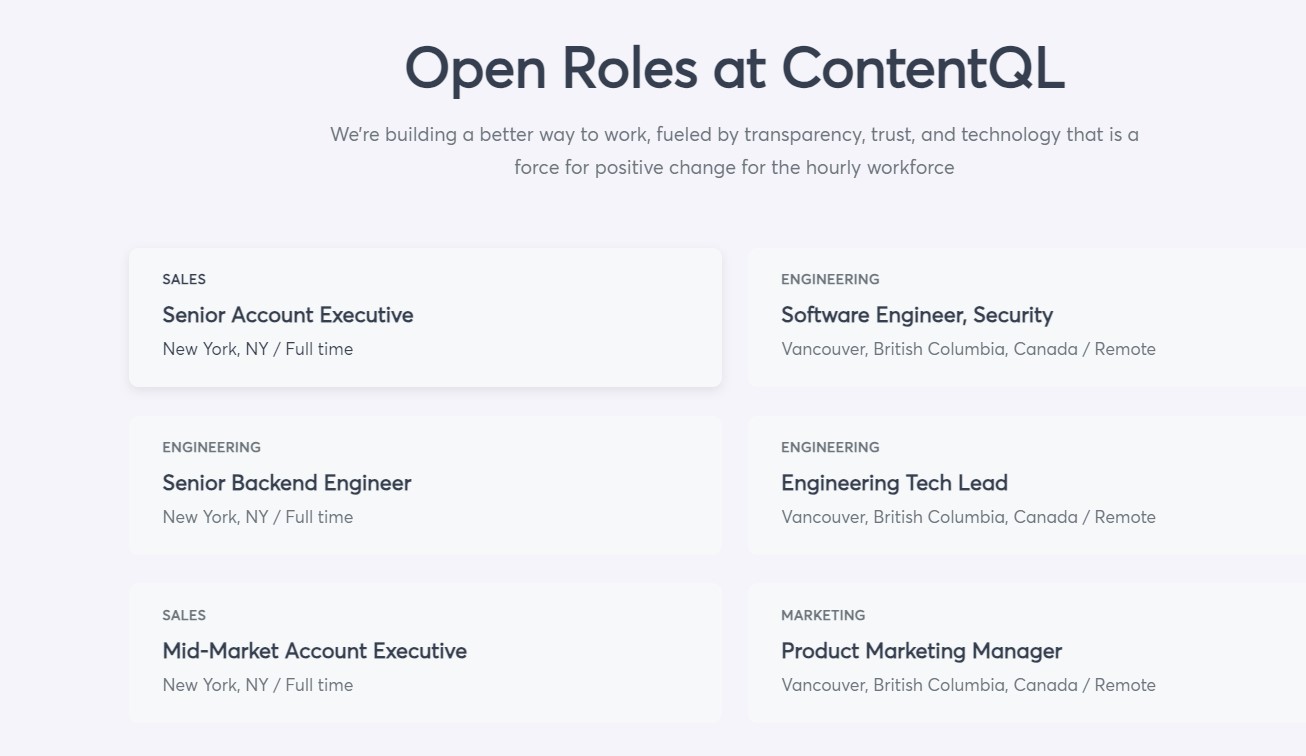 Open Roles at ContentQL
We're building a better way to work, fueled by transparency, trust, and technology that is a
force for positive change for the hourly workforce
SALES
Senior Account Executive
New York, NY / Full time
ENGINEERING
Software Engineer, Security
Vancouver, British Columbia, Canada / Remote
ENGINEERING
Senior Backend Engineer
New York, NY / Full time
ENGINEERING
Engineering Tech Lead
Vancouver, British Columbia, Canada / Remote
SALES
Mid-Market Account Executive
New York, NY / Full time
MARKETING
Product Marketing Manager
Vancouver, British Columbia, Canada / Remote